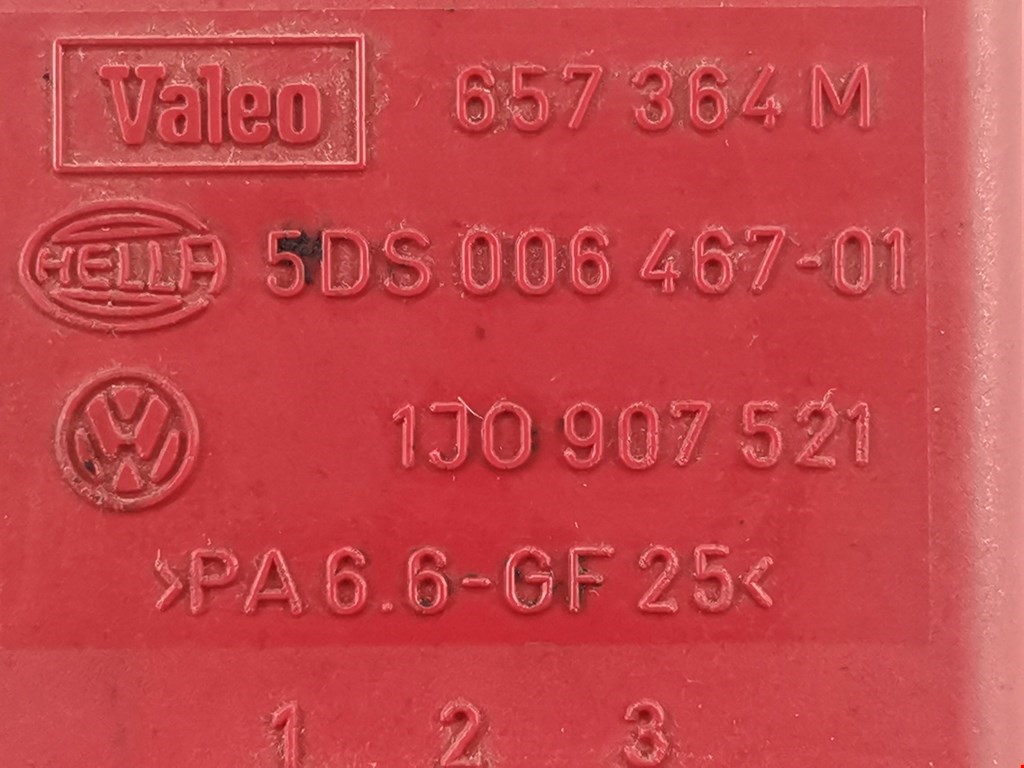 Valeo 657 364 M
HELLA 5DS 006 467-01
VW 1J0 907 521
>PA 6.6-GF 25<
1 2 3